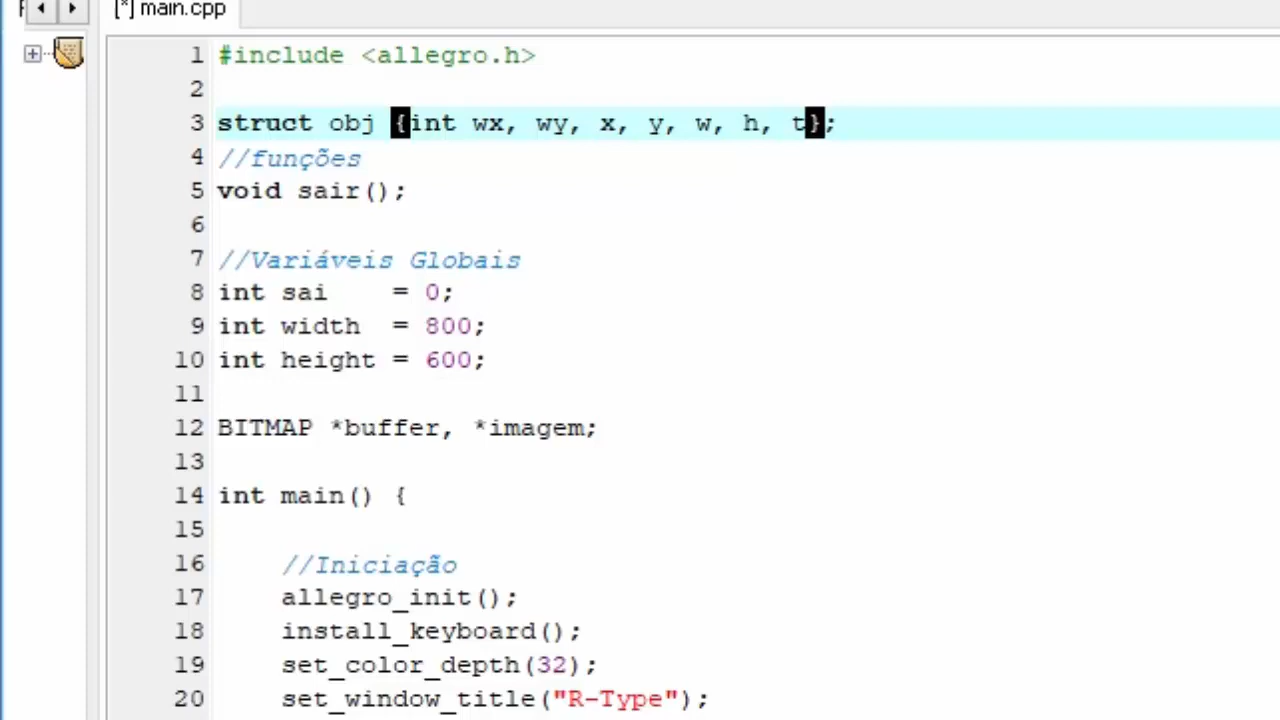 [*] main.cpp
1 #include <allegro.h>
2
3 struct obj {int wx, wy, x, y, w, h, t};
4 //funções
5 void sair();
6
7 //Variáveis Globais
8 int sai    = 0;
9 int width  = 800;
10 int height = 600;
11
12 BITMAP *buffer, *imagem;
13
14 int main() {
15
16     //Iniciação
17     allegro_init();
18     install_keyboard();
19     set_color_depth(32);
20     set_window_title("R-Type");